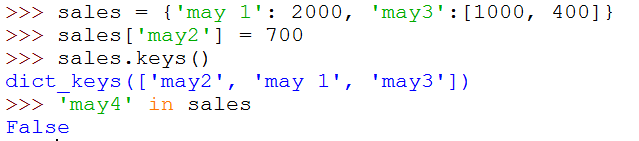 >>> sales = {'may 1': 2000, 'may3':[1000, 400]}
>>> sales['may2'] = 700
>>> sales.keys()
dict_keys(['may2', 'may 1', 'may3'])
>>> 'may4' in sales
False